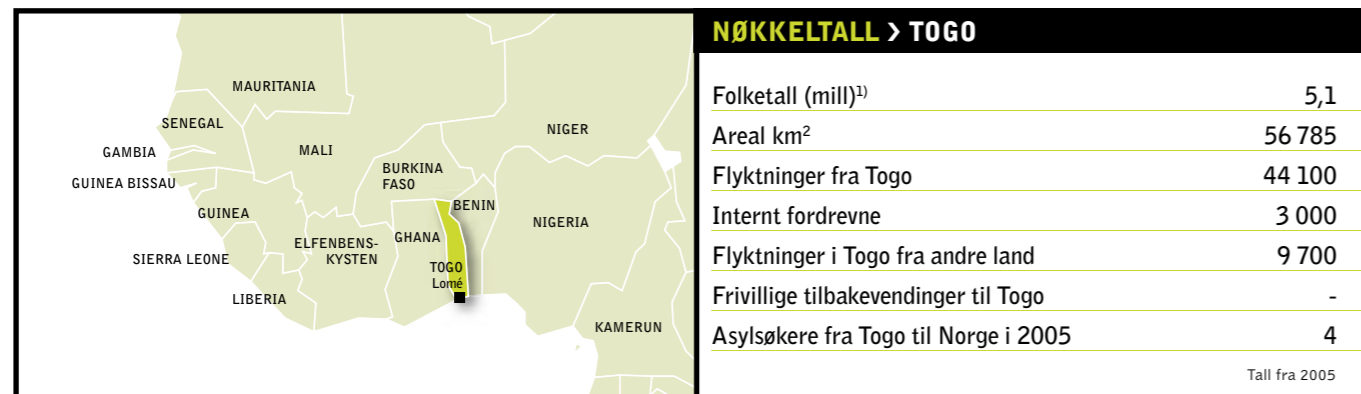 MAURITANIA
SENEGAL
GAMBIA
MALI
NIGER
GUINEA BISSAU
BURKINA
FASO
GUINEA
BENIN
NIGERIA
ELFENBENS-
KYSTEN
GHANA
SIERRA LEONE
TOGO
Lomé
LIBERIA
KAMERUN
NØKKELTALL › TOGO
Folketall (mill)1) 5,1
Areal km2 56 785
Flyktninger fra Togo 44 100
Internt fordrevne 3 000
Flyktninger i Togo fra andre land 9 700
Frivillige tilbakevendinger til Togo -
Asylsøkere fra Togo til Norge i 2005 4
Tall fra 2005